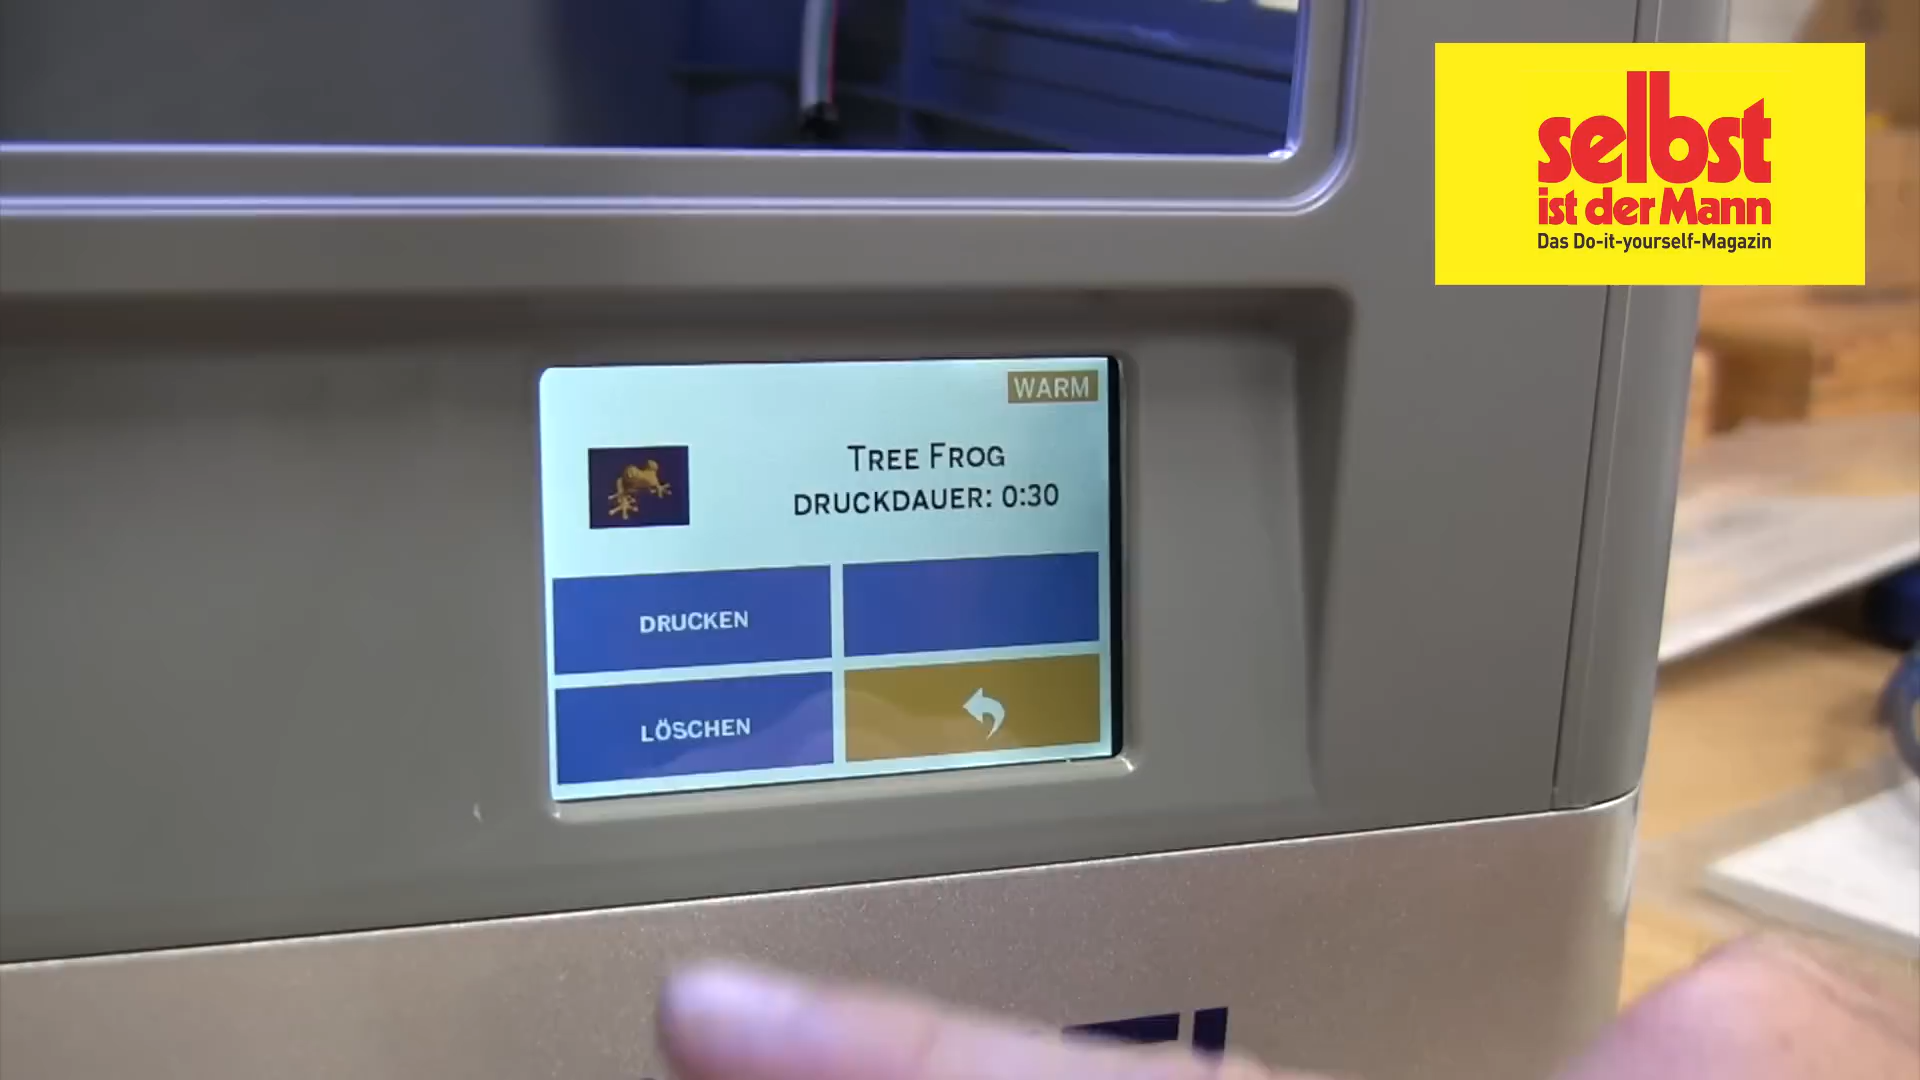 selbst
ist der Mann
Das Do-it-yourself-Magazin
WARM
TREE FROG
DRUCKDAUER: 0:30
DRUCKEN
LÖSCHEN